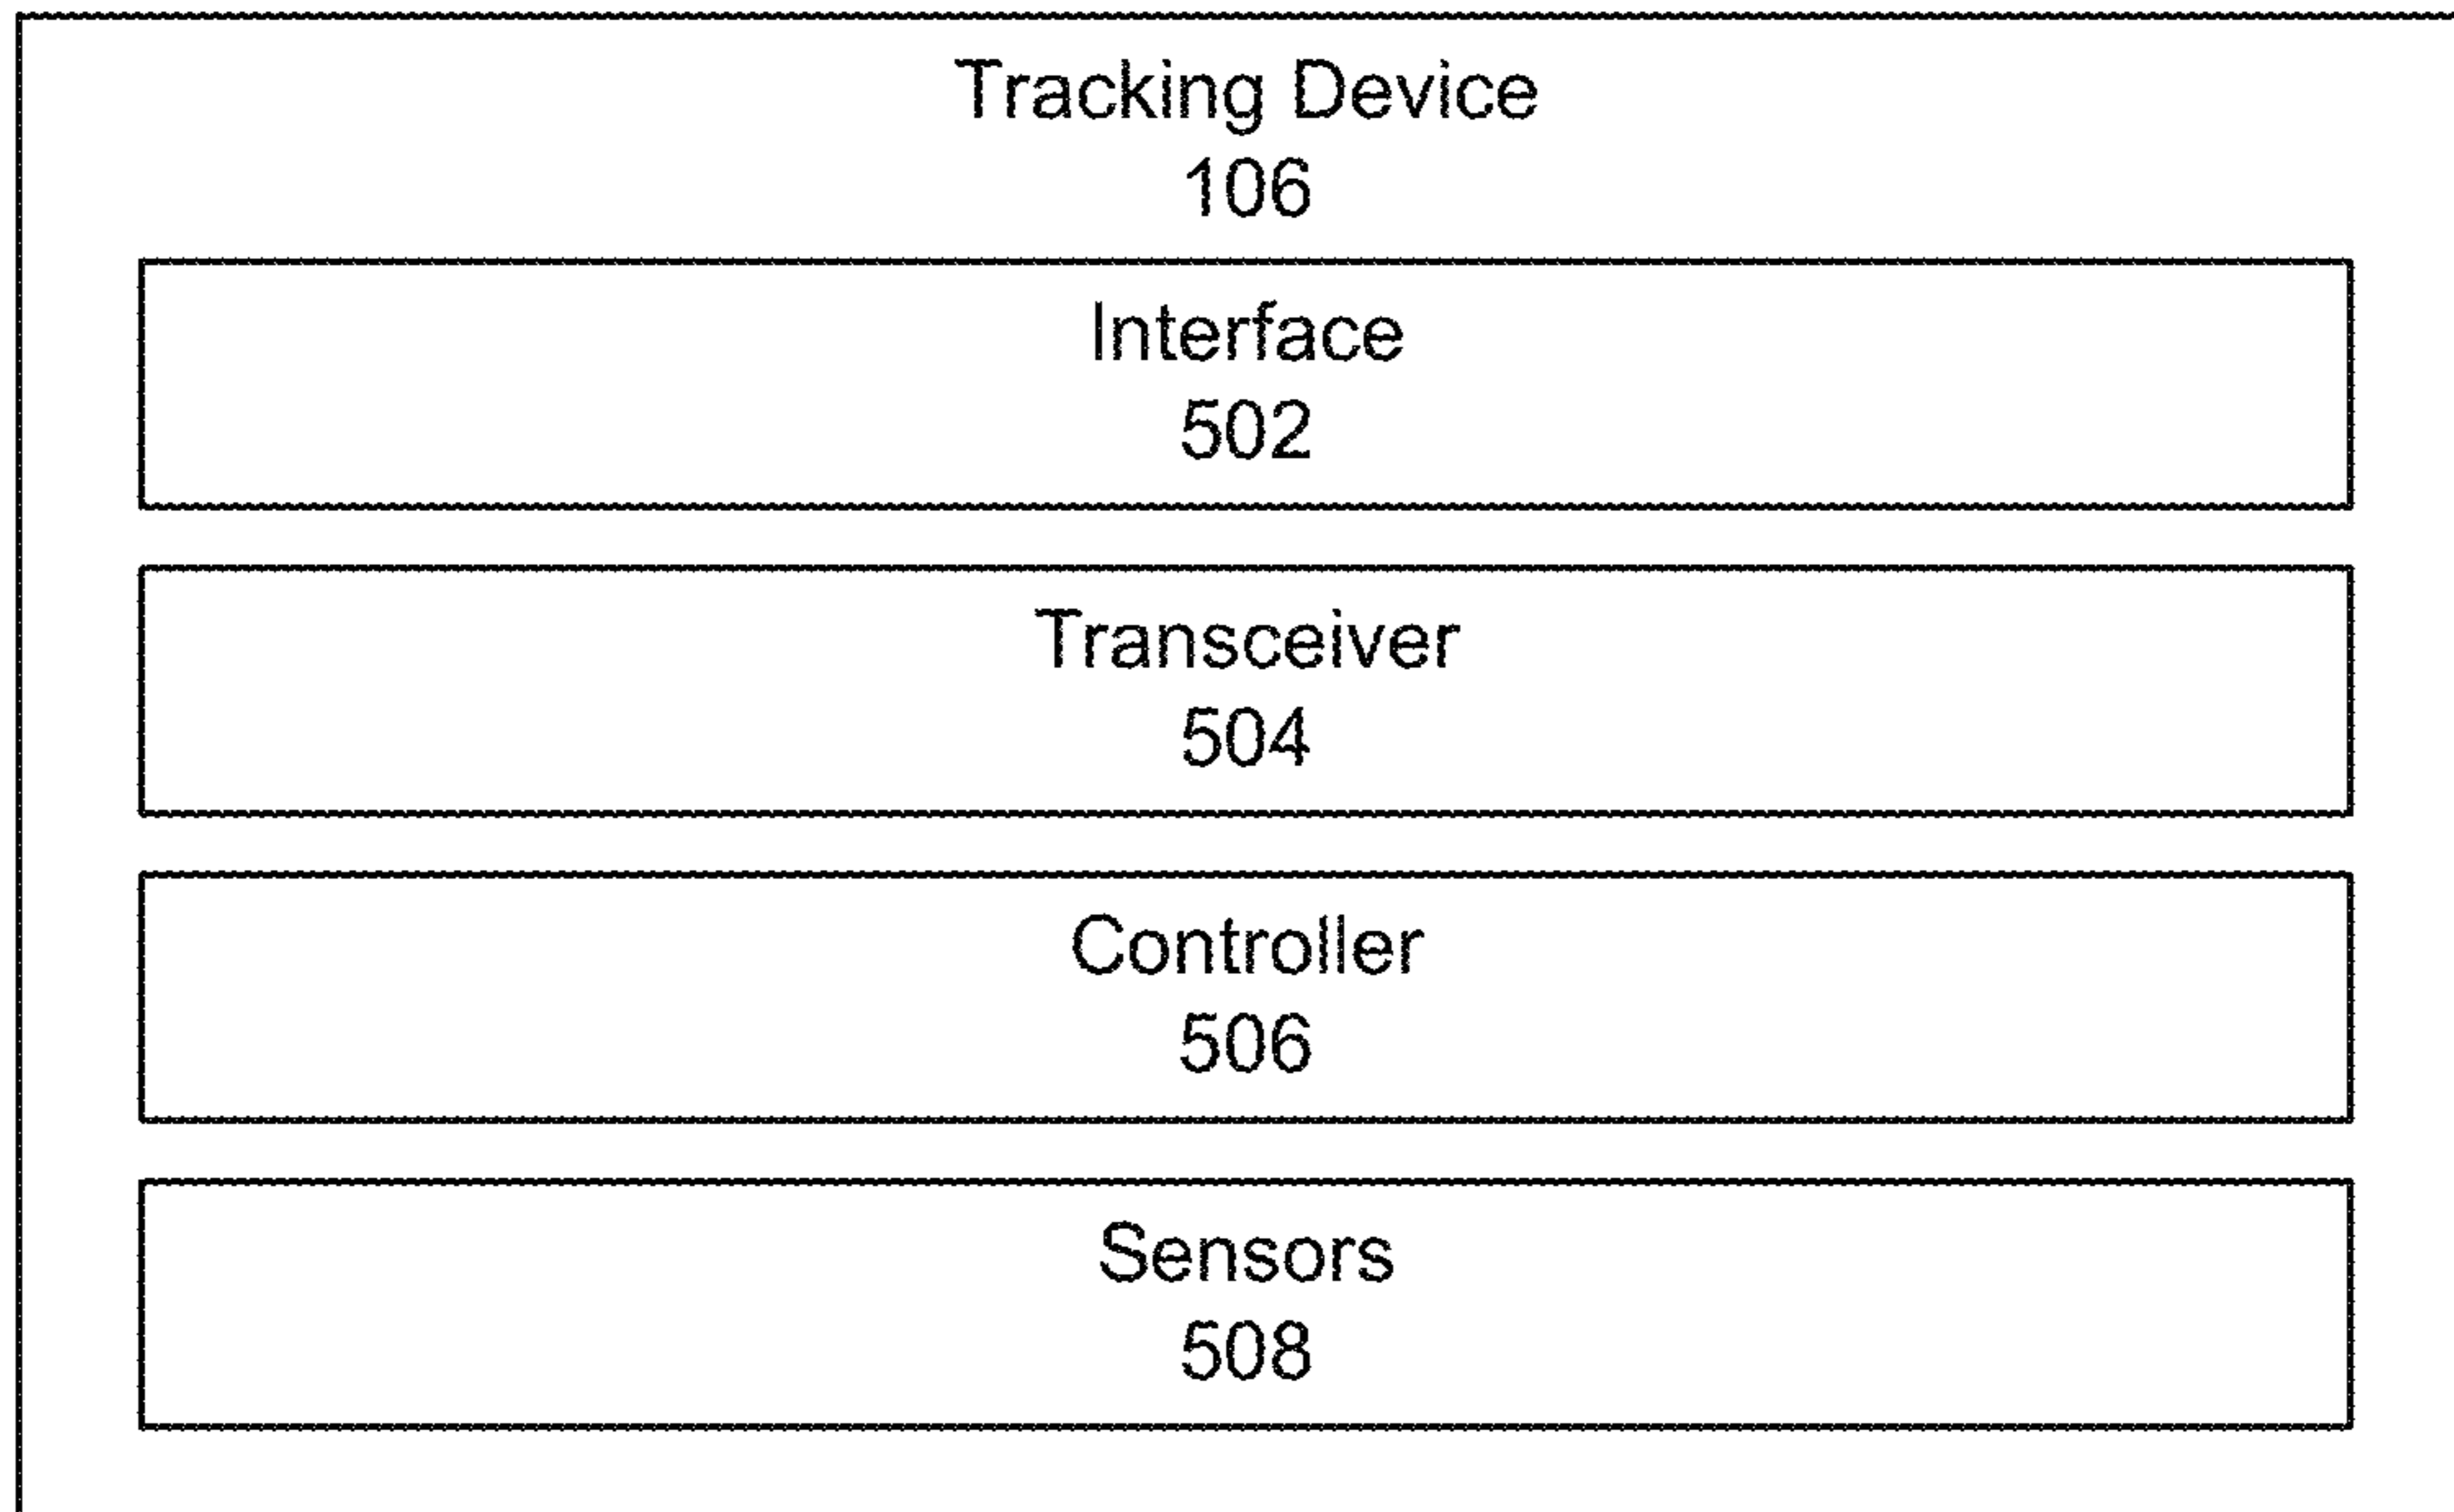 Tracking Device
106
Interface
502
Transceiver
504
Controller
506
Sensors
508